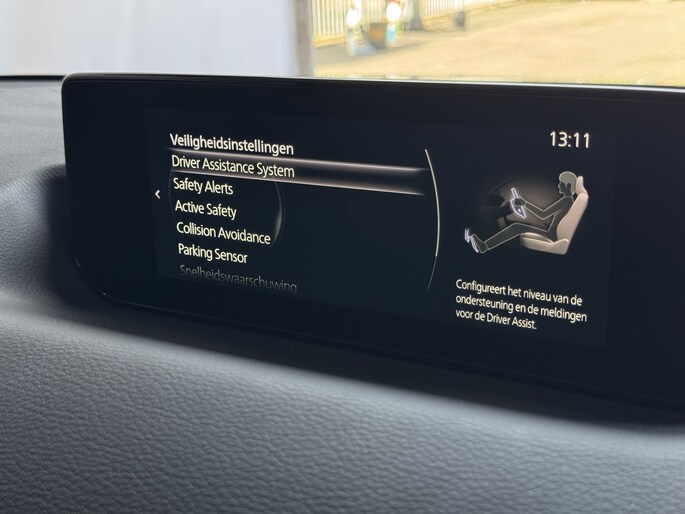 Veiligheidsinstellingen
13:11
Driver Assistance System
Safety Alerts
Active Safety
Collision Avoidance
Parking Sensor
Snelheidswaarschuwing
Configureert het niveau van de
ondersteuning en de meldingen
voor de Driver Assist.